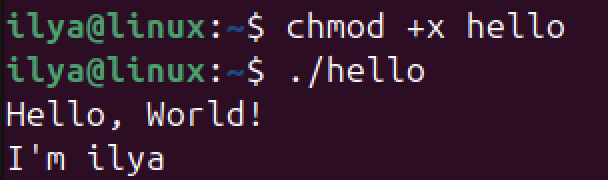 ilya@linux:~$ chmod +x hello
ilya@linux:~$ ./hello
Hello, World!
I'm ilya